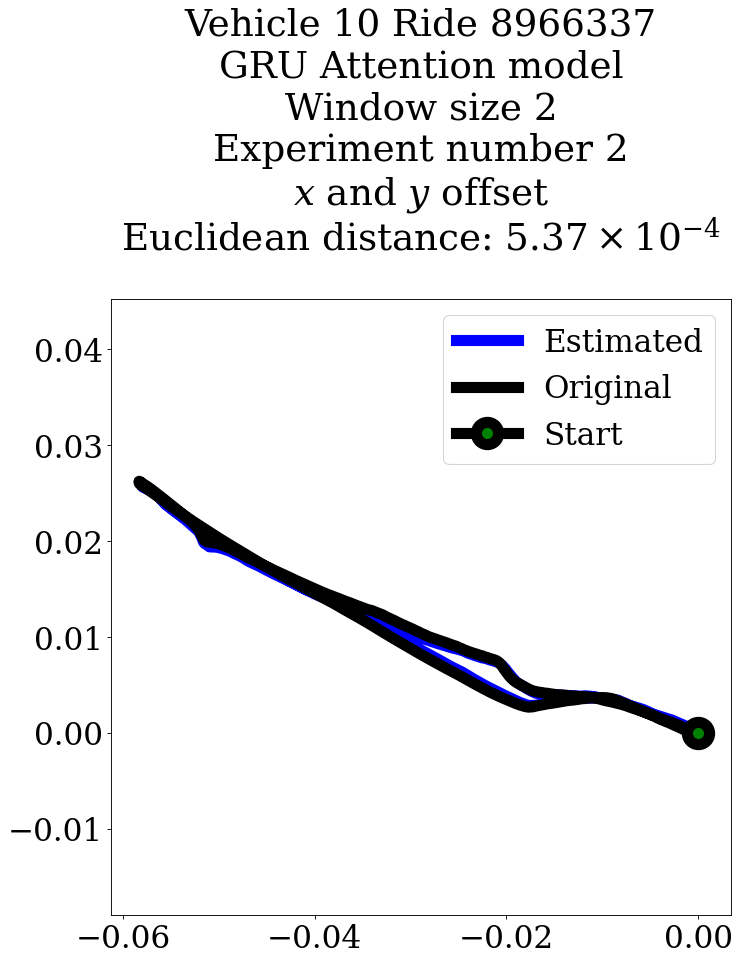 Vehicle 10 Ride 8966337
GRU Attention model
Window size 2
Experiment number 2
x and y offset
Euclidean distance: 5.37 × 10⁻⁴
Estimated
Original
Start
0.04
0.03
0.02
0.01
0.00
−0.01
−0.06 −0.04 −0.02 0.00